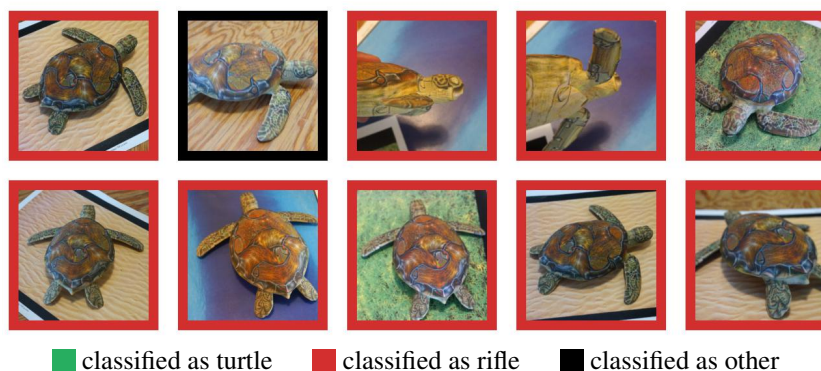 classified as turtle classified as rifle classified as other